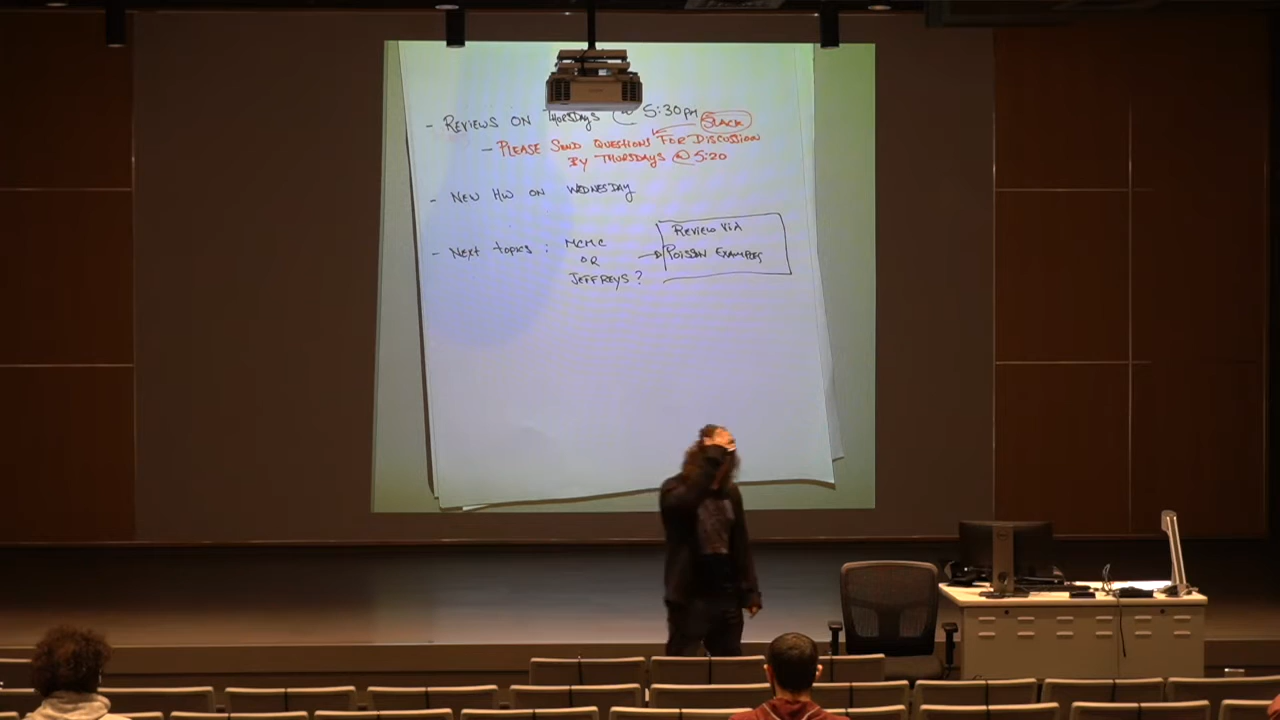 - REVIEWS ON THURSDAYS @ 5:30PM
SLACK
- PLEASE SEND QUESTIONS FOR DISCUSSION
BY THURSDAYS @ 5:20
- NEW HW ON WEDNESDAY
- NEXT TOPICS : MCMC
OR
JEFFREYS?
REVIEW VIA
POISSON EXAMPLES